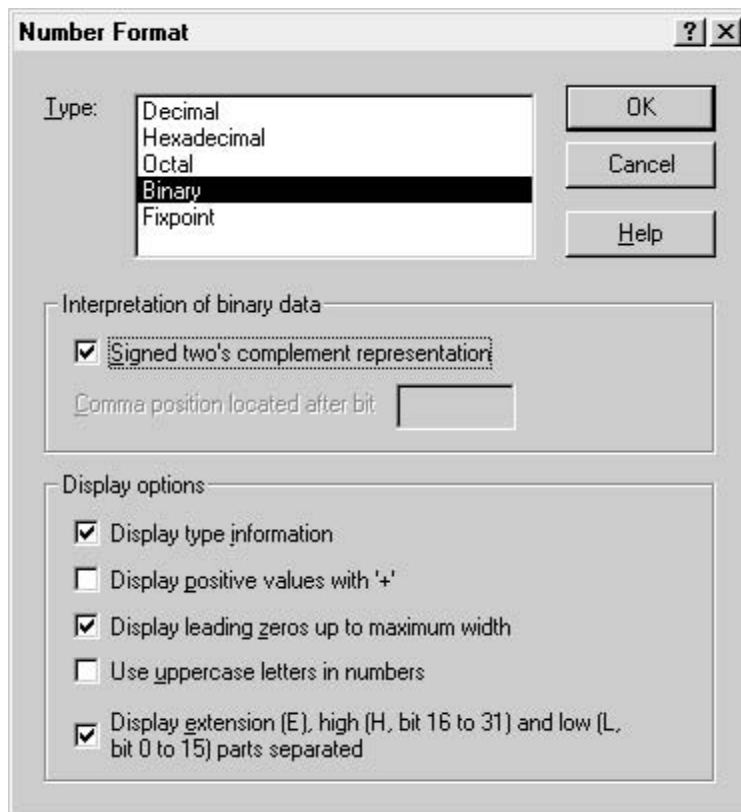 Number Format
? X
Type:
Decimal
Hexadecimal
Octal
Binary
Fixpoint
OK
Cancel
Help
Interpretation of binary data
Signed two's complement representation
Comma position located after bit
Display options
Display type information
Display positive values with '+'
Display leading zeros up to maximum width
Use uppercase letters in numbers
Display extension (E), high (H, bit 16 to 31) and low (L,
bit 0 to 15) parts separated